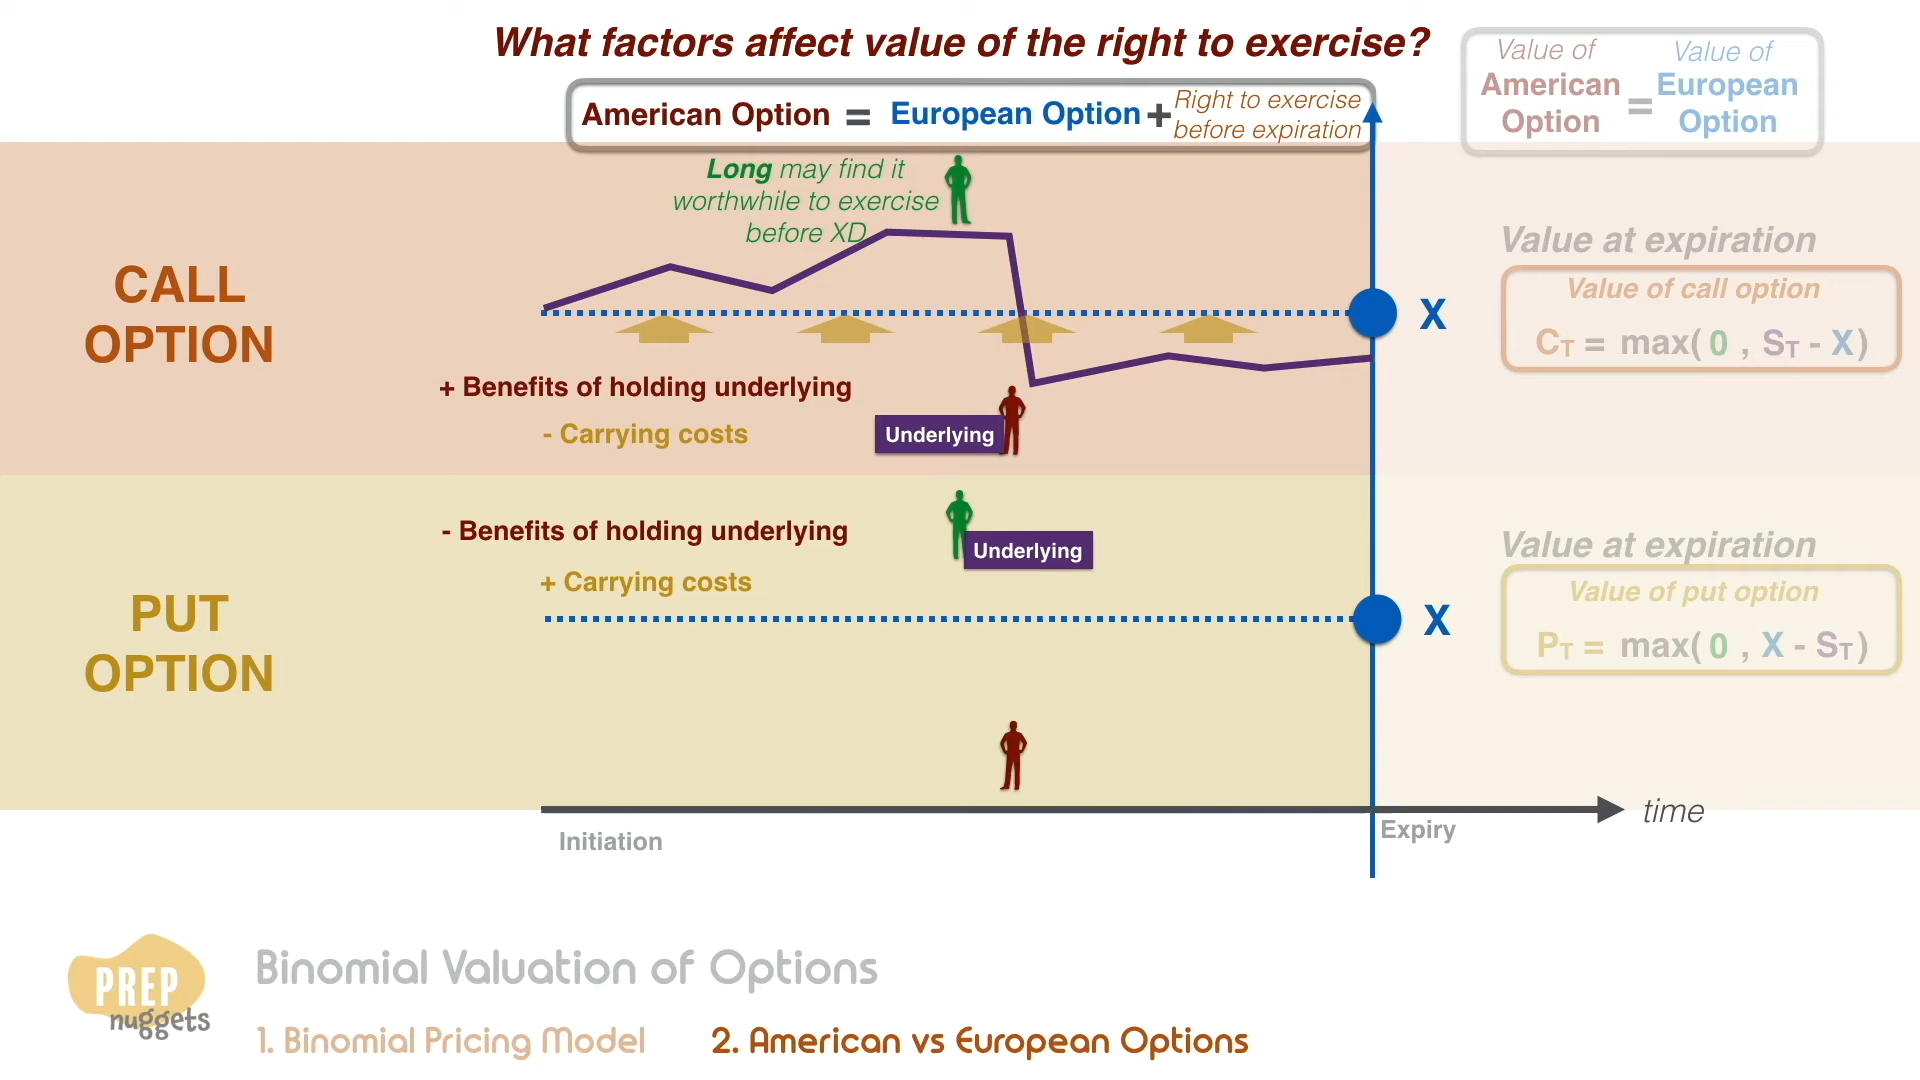 What factors affect value of the right to exercise?
American Option = European Option + Right to exercise before expiration
Value of American Option = Value of European Option
Long may find it
worthwhile to exercise
before XD
CALL
OPTION
X
+ Benefits of holding underlying
- Carrying costs
Underlying
Value at expiration
Value of call option
CT = max( 0 , ST - X )
PUT
OPTION
- Benefits of holding underlying
+ Carrying costs
Underlying
X
Value at expiration
Value of put option
PT = max( 0 , X - ST )
time
Initiation
Expiry
PREP
nuggets
Binomial Valuation of Options
1. Binomial Pricing Model
2. American vs European Options